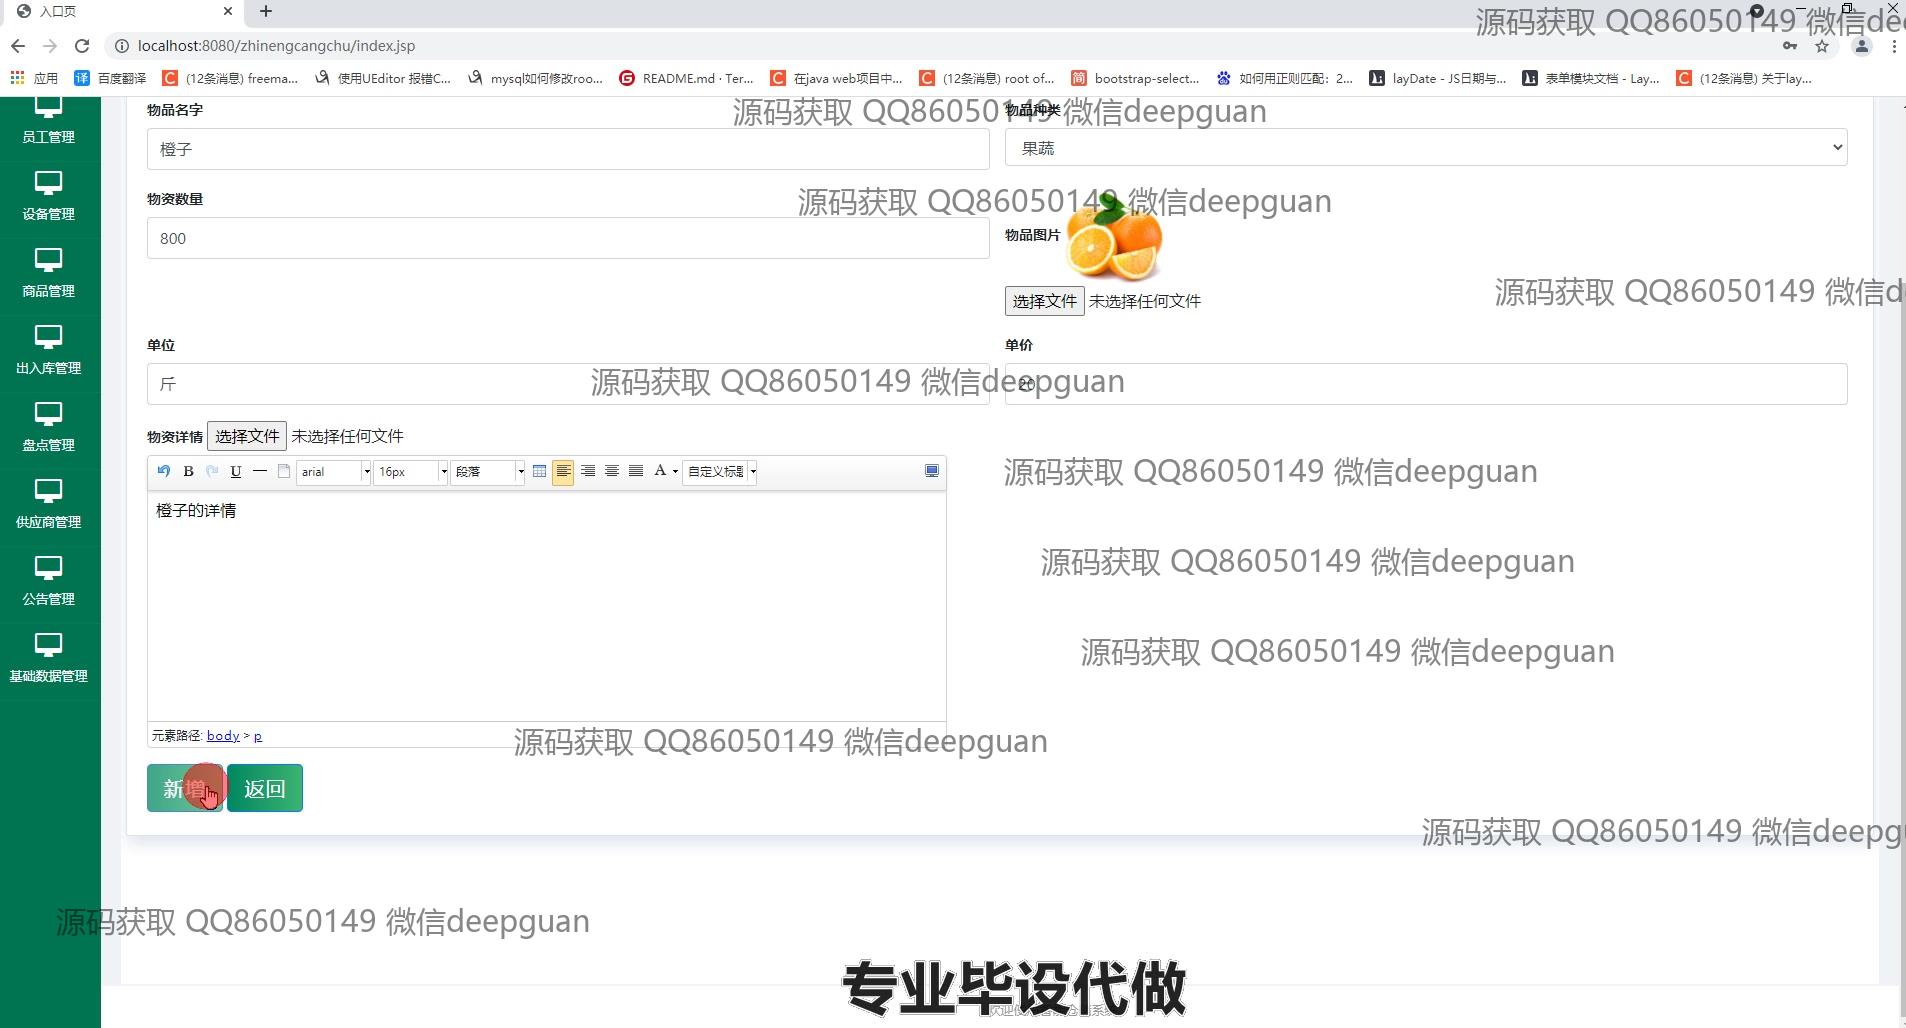 入口页
源码获取 QQ86050149 微信de
localhost:8080/zhinengcangchu/index.jsp
应用 百度翻译 (12条消息) freema... 使用UEditor 报错C... mysql如何修改roo... README.md · Ter... 在java web项目中... (12条消息) root of... bootstrap-select... 如何用正则匹配：2... layDate - JS日期与... 表单模块文档 - Lay... (12条消息) 关于lay...
物品名字
物品种类
源码获取 QQ86050149 微信deepguan
员工管理
橙子
果蔬
设备管理
物资数量
源码获取 QQ86050149 微信deepguan
800
物品图片
商品管理
选择文件 未选择任何文件
源码获取 QQ86050149 微信d
单位
单价
出入库管理
斤
20
源码获取 QQ86050149 微信deepguan
盘点管理
物资详情 选择文件 未选择任何文件
B U arial 16px 段落 A 自定义标题
源码获取 QQ86050149 微信deepguan
橙子的详情
供应商管理
源码获取 QQ86050149 微信deepguan
公告管理
源码获取 QQ86050149 微信deepguan
基础数据管理
元素路径: body > p
源码获取 QQ86050149 微信deepguan
新增 返回
源码获取 QQ86050149 微信deepg
源码获取 QQ86050149 微信deepguan
专业毕设代做